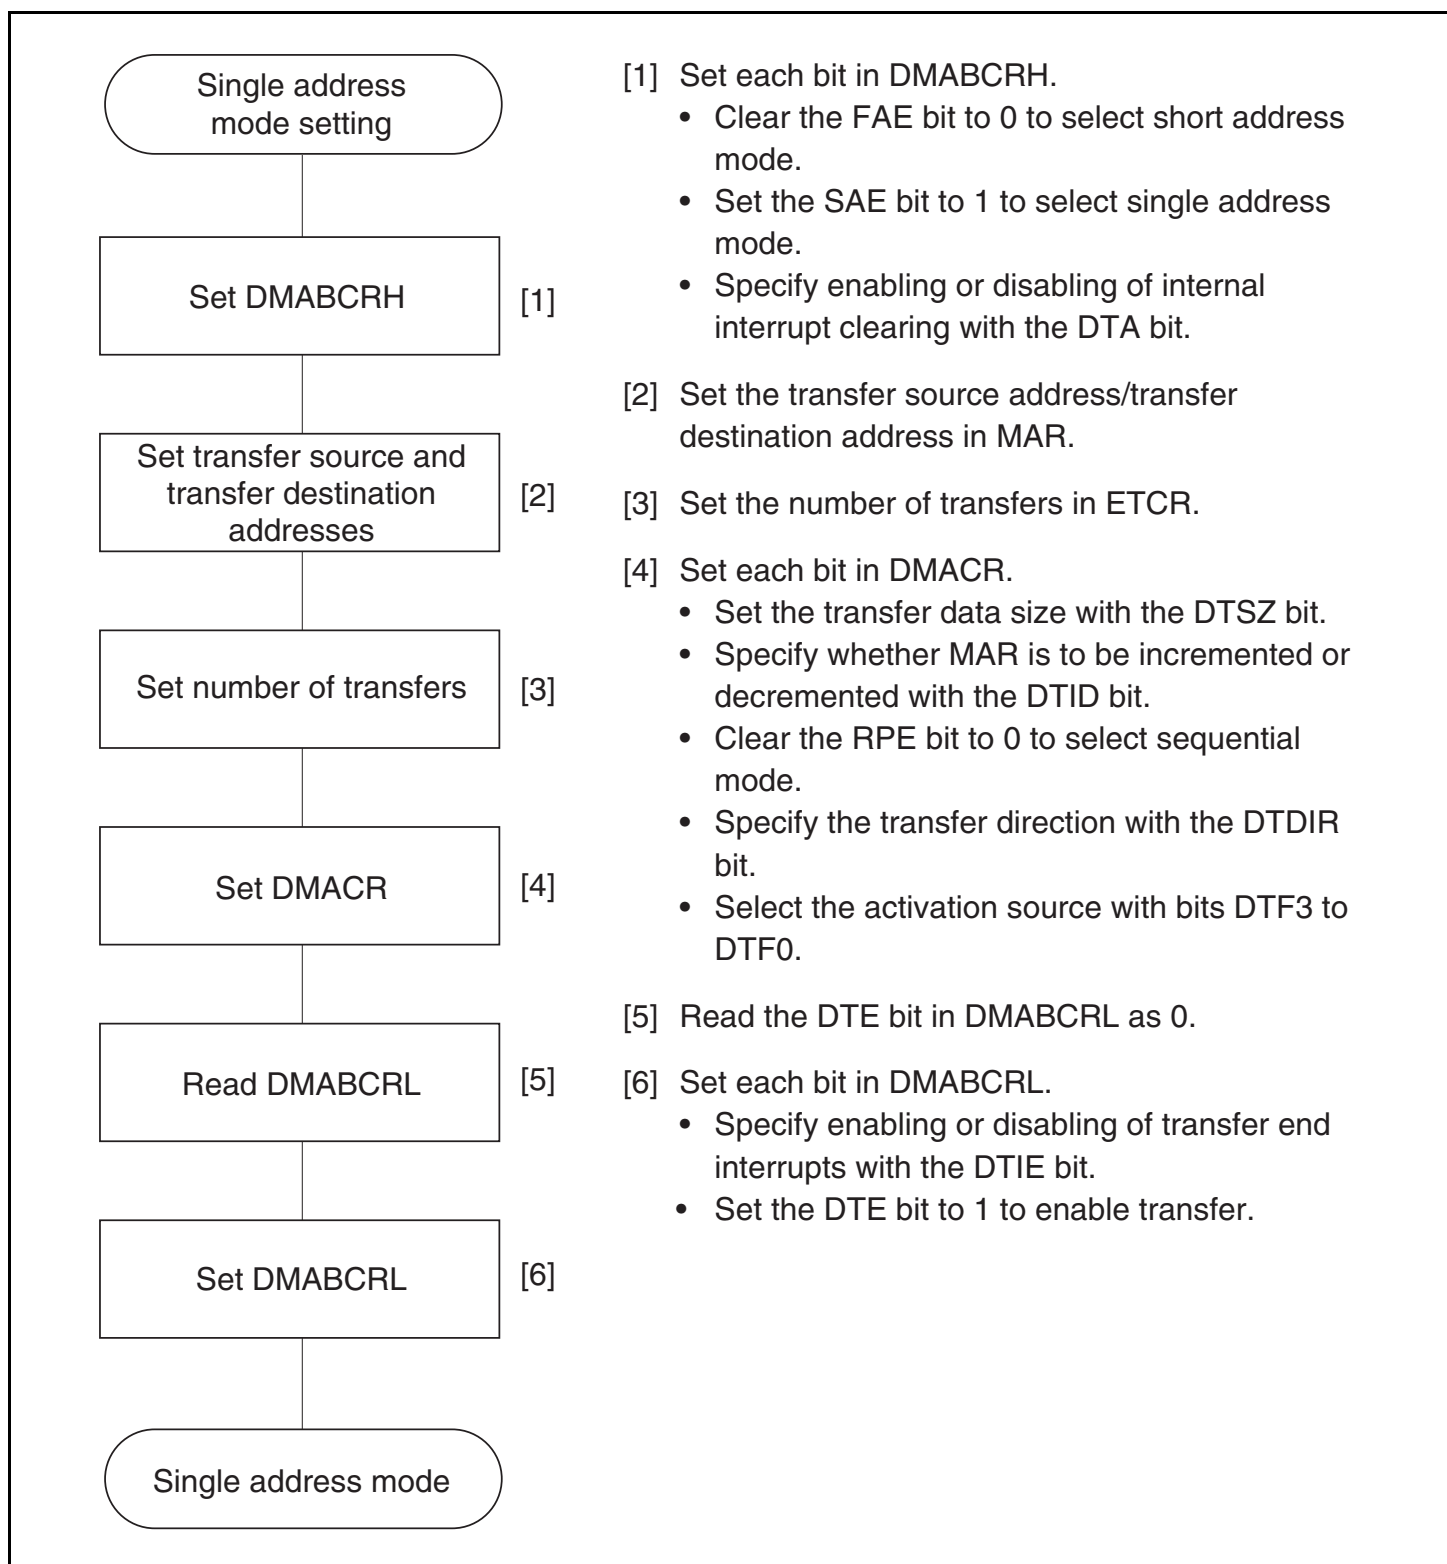 Single address
mode setting
Set DMABCRH
[1]
Set transfer source and
transfer destination
addresses
[2]
Set number of transfers
[3]
Set DMACR
[4]
Read DMABCRL
[5]
Set DMABCRL
[6]
Single address mode
[1] Set each bit in DMABCRH.
• Clear the FAE bit to 0 to select short address
mode.
• Set the SAE bit to 1 to select single address
mode.
• Specify enabling or disabling of internal
interrupt clearing with the DTA bit.
[2] Set the transfer source address/transfer
destination address in MAR.
[3] Set the number of transfers in ETCR.
[4] Set each bit in DMACR.
• Set the transfer data size with the DTSZ bit.
• Specify whether MAR is to be incremented or
decremented with the DTID bit.
• Clear the RPE bit to 0 to select sequential
mode.
• Specify the transfer direction with the DTDIR
bit.
• Select the activation source with bits DTF3 to
DTF0.
[5] Read the DTE bit in DMABCRL as 0.
[6] Set each bit in DMABCRL.
• Specify enabling or disabling of transfer end
interrupts with the DTIE bit.
• Set the DTE bit to 1 to enable transfer.